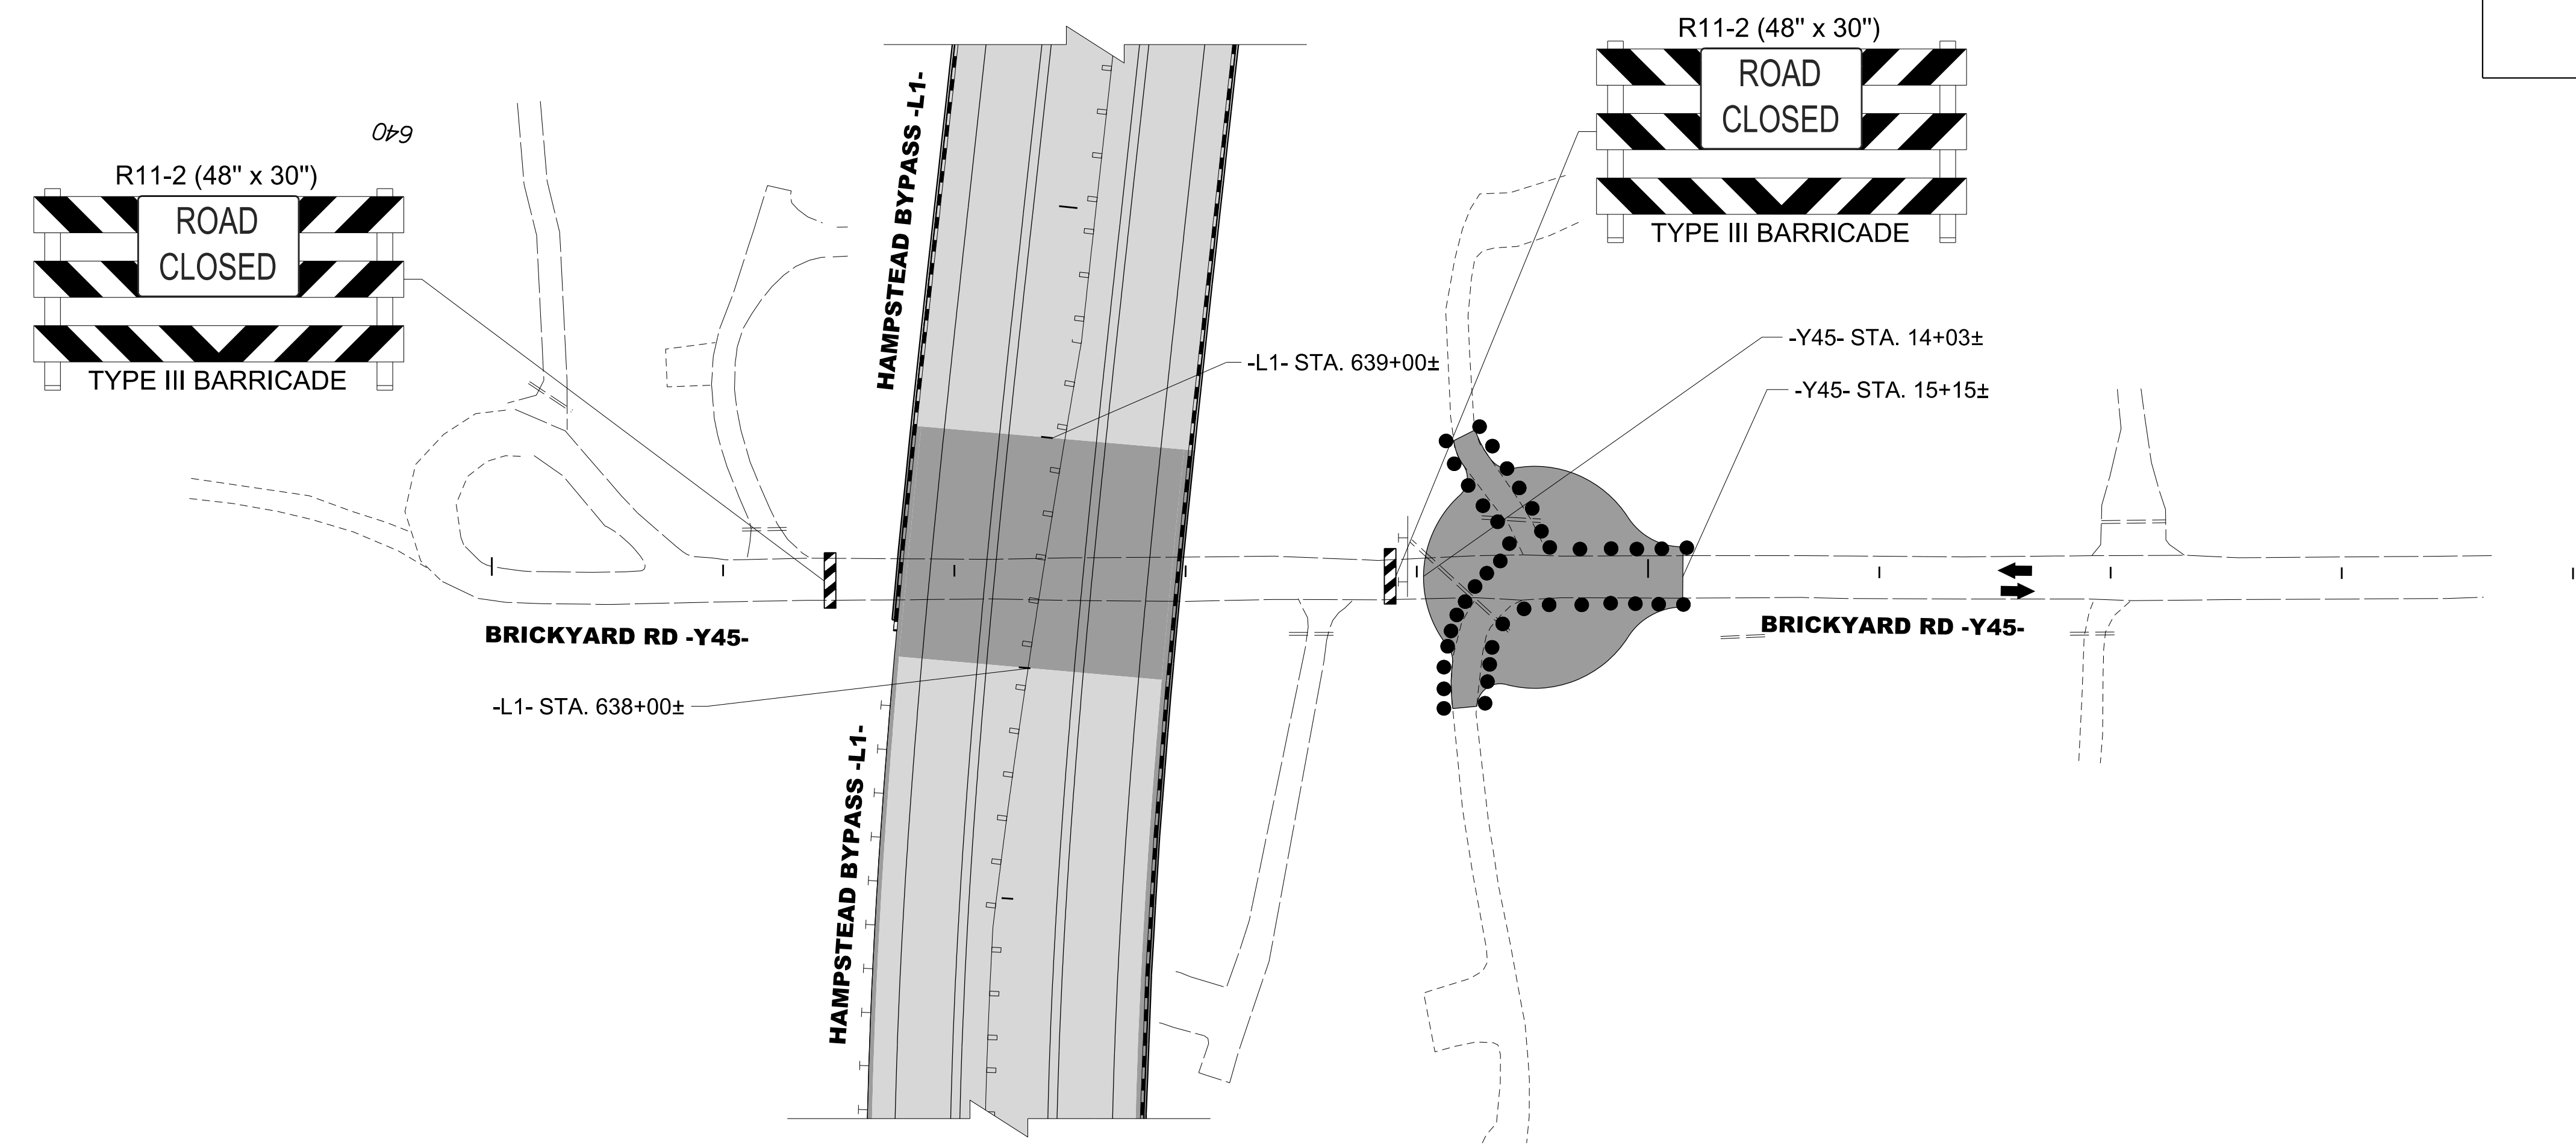 R11-2 (48" x 30")
ROAD
CLOSED
TYPE III BARRICADE
640
R11-2 (48" x 30")
ROAD
CLOSED
TYPE III BARRICADE
HAMPSTEAD BYPASS -L1-
-L1- STA. 639+00±
-Y45- STA. 14+03±
-Y45- STA. 15+15±
BRICKYARD RD -Y45-
BRICKYARD RD -Y45-
-L1- STA. 638+00±
HAMPSTEAD BYPASS -L1-